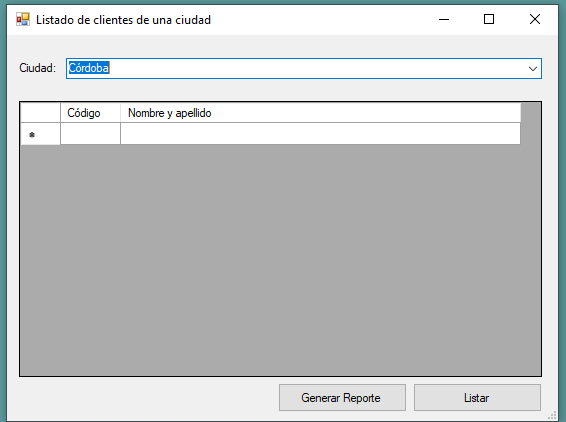 Listado de clientes de una ciudad
Ciudad: Córdoba
Código Nombre y apellido
Generar Reporte Listar